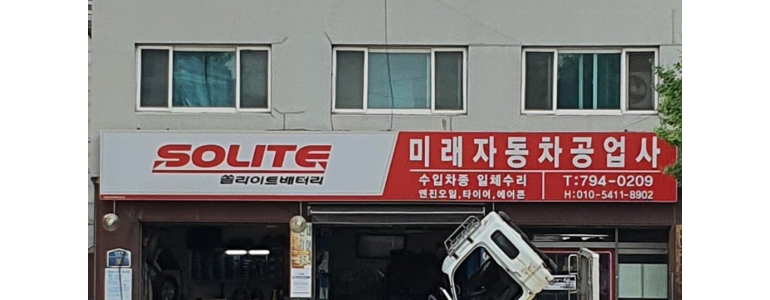 SOLITE
쏠라이트배터리
미래자동차공업사
수입차종 일체수리
엔진오일,타이어,에어콘
T:794-0209
H:010-5411-8902